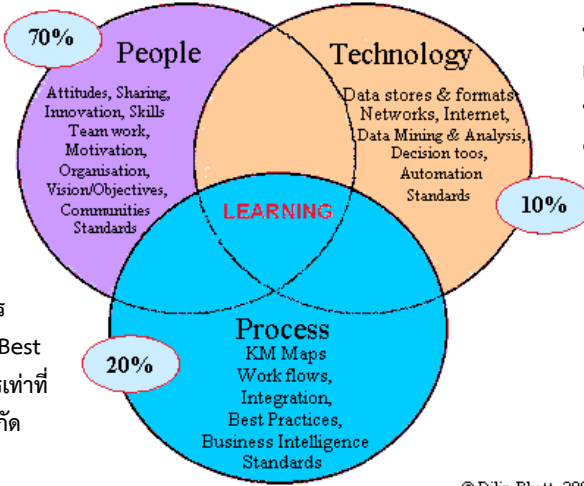 70%
People
Attitudes, Sharing,
Innovation, Skills
Team work,
Motivation,
Organisation,
Vision/Objectives,
Communities
Standards
Technology
Data stores & formats
Networks, Internet,
Data Mining & Analysis,
Decision toos,
Automation
Standards
10%
LEARNING
Process
KM Maps
Work flows,
Integration,
Best Practices,
Business Intelligence
Standards
20%
Best